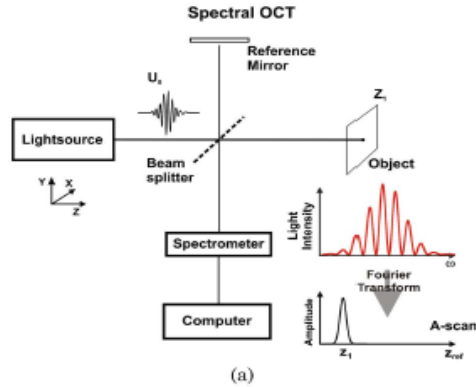 Spectral OCT
Reference
Mirror
Us
Z1
Lightsource
Beam
splitter
Object
Y
X
Z
Light
Intensity
ω
Spectrometer
Fourier
Transform
Computer
Amplitude
A-scan
z1
zref
(a)